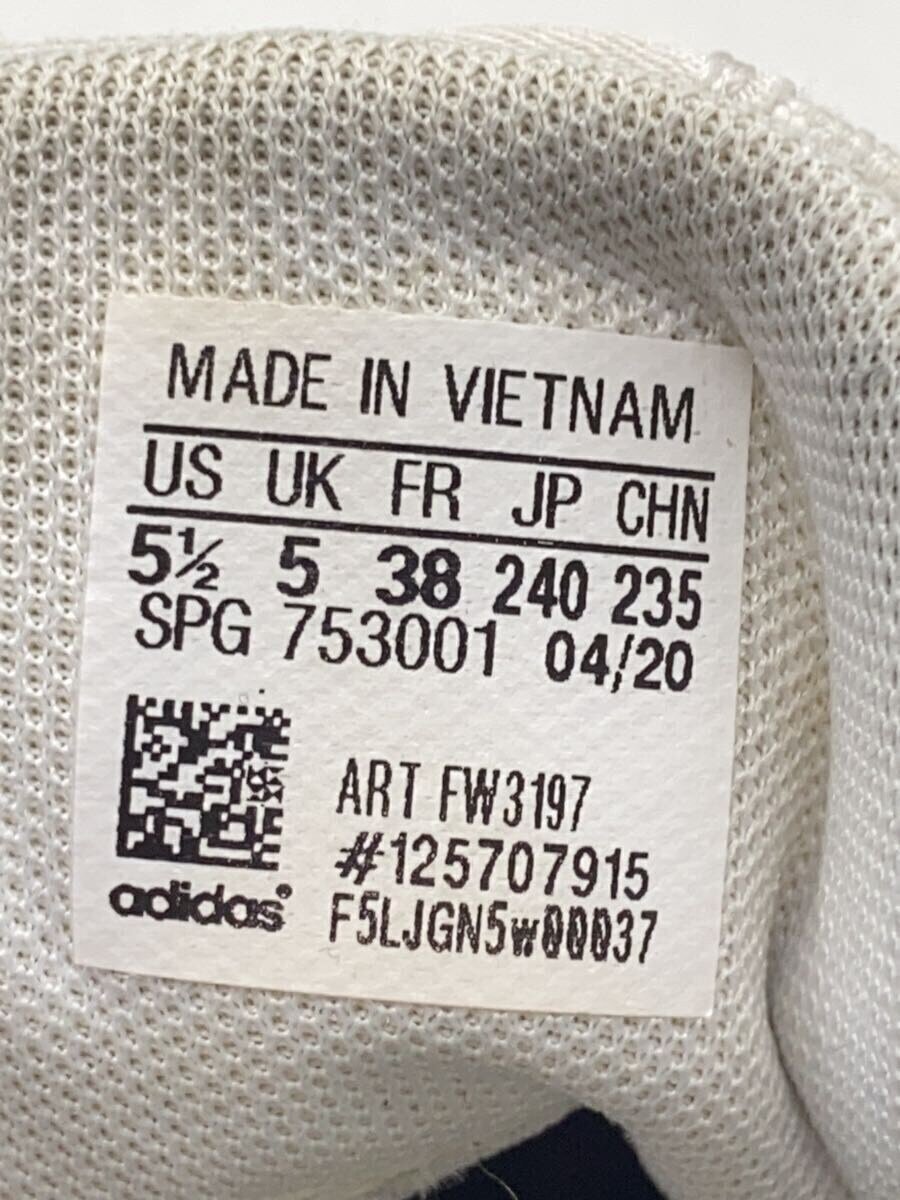 MADE IN VIETNAM
US UK FR JP CHN
5½ 5 38 240 235
SPG 753001 04/20
ART FW3197
#125707915
adidas® F5LJGN5w00037